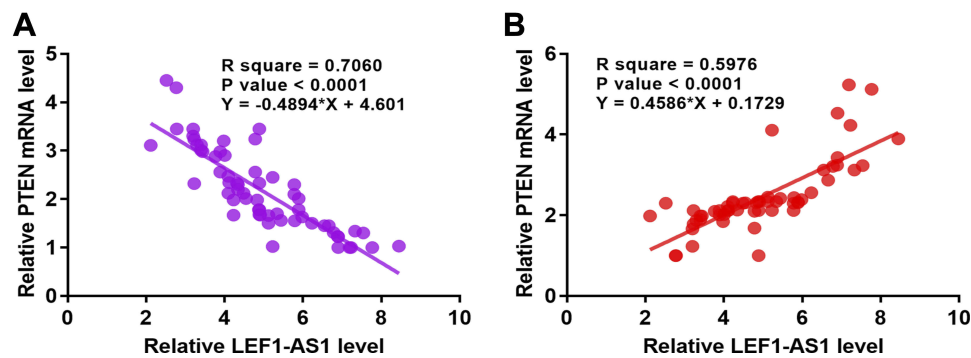 A
Relative PTEN mRNA level
5
4
3
2
1
0
R square = 0.7060
P value < 0.0001
Y = -0.4894*X + 4.601
0 2 4 6 8 10
Relative LEF1-AS1 level
B
Relative PTEN mRNA level
6
4
2
0
R square = 0.5976
P value < 0.0001
Y = 0.4586*X + 0.1729
0 2 4 6 8 10
Relative LEF1-AS1 level